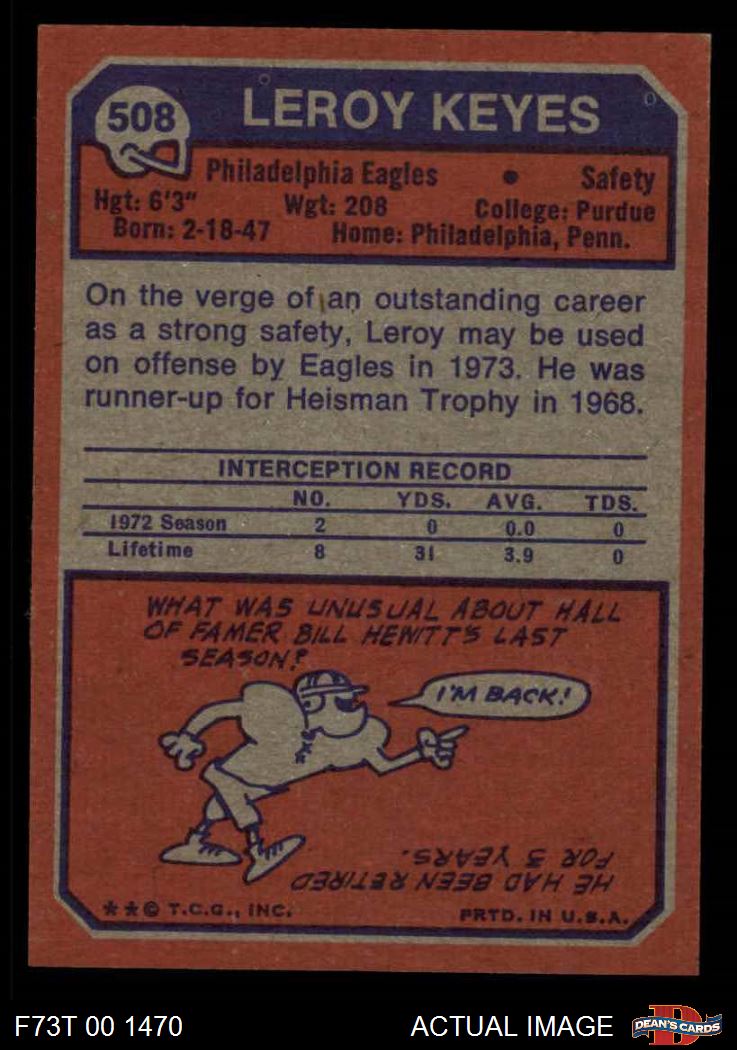 508
LEROY KEYES
Philadelphia Eagles • Safety
Hgt: 6'3" Wgt: 208 College: Purdue
Born: 2-18-47 Home: Philadelphia, Penn.
On the verge of an outstanding career
as a strong safety, Leroy may be used
on offense by Eagles in 1973. He was
runner-up for Heisman Trophy in 1968.
INTERCEPTION RECORD
NO. YDS. AVG. TDS.
1972 Season 2 0 0.0 0
Lifetime 8 31 3.9 0
WHAT WAS UNUSUAL ABOUT HALL
OF FAMER BILL HEWITT'S LAST
SEASON?
I'M BACK!
HE HAD BEEN RETIRED
FOR 3 YEARS.
**© T.C.G., INC. PRTD. IN U.S.A.
F73T 00 1470 ACTUAL IMAGE
DEAN'S CARDS